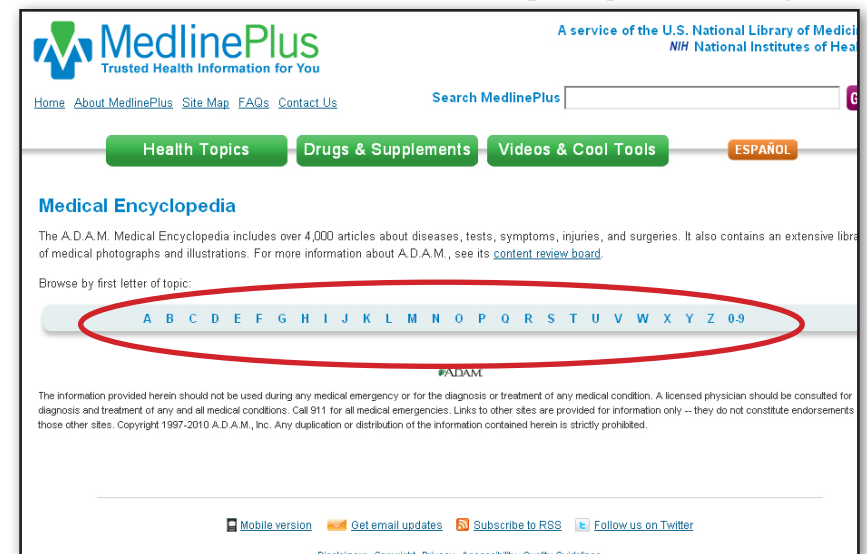 MedlinePlus
Trusted Health Information for You
A service of the U.S. National Library of Medici
NIH National Institutes of Heal
Home About MedlinePlus Site Map FAQs Contact Us
Search MedlinePlus G
Health Topics Drugs & Supplements Videos & Cool Tools ESPAÑOL
Medical Encyclopedia
The A.D.A.M. Medical Encyclopedia includes over 4,000 articles about diseases, tests, symptoms, injuries, and surgeries. It also contains an extensive libra
of medical photographs and illustrations. For more information about A.D.A.M., see its content review board.
Browse by first letter of topic:
A B C D E F G H I J K L M N O P Q R S T U V W X Y Z 0-9
ADAM
The information provided herein should not be used during any medical emergency or for the diagnosis or treatment of any medical condition. A licensed physician should be consulted for
diagnosis and treatment of any and all medical conditions. Call 911 for all medical emergencies. Links to other sites are provided for information only -- they do not constitute endorsements
those other sites. Copyright 1997-2010 A.D.A.M., Inc. Any duplication or distribution of the information contained herein is strictly prohibited.
Mobile version Get email updates Subscribe to RSS Follow us on Twitter
Disclaimers Copyright Privacy Accessibility Quality Guidelines